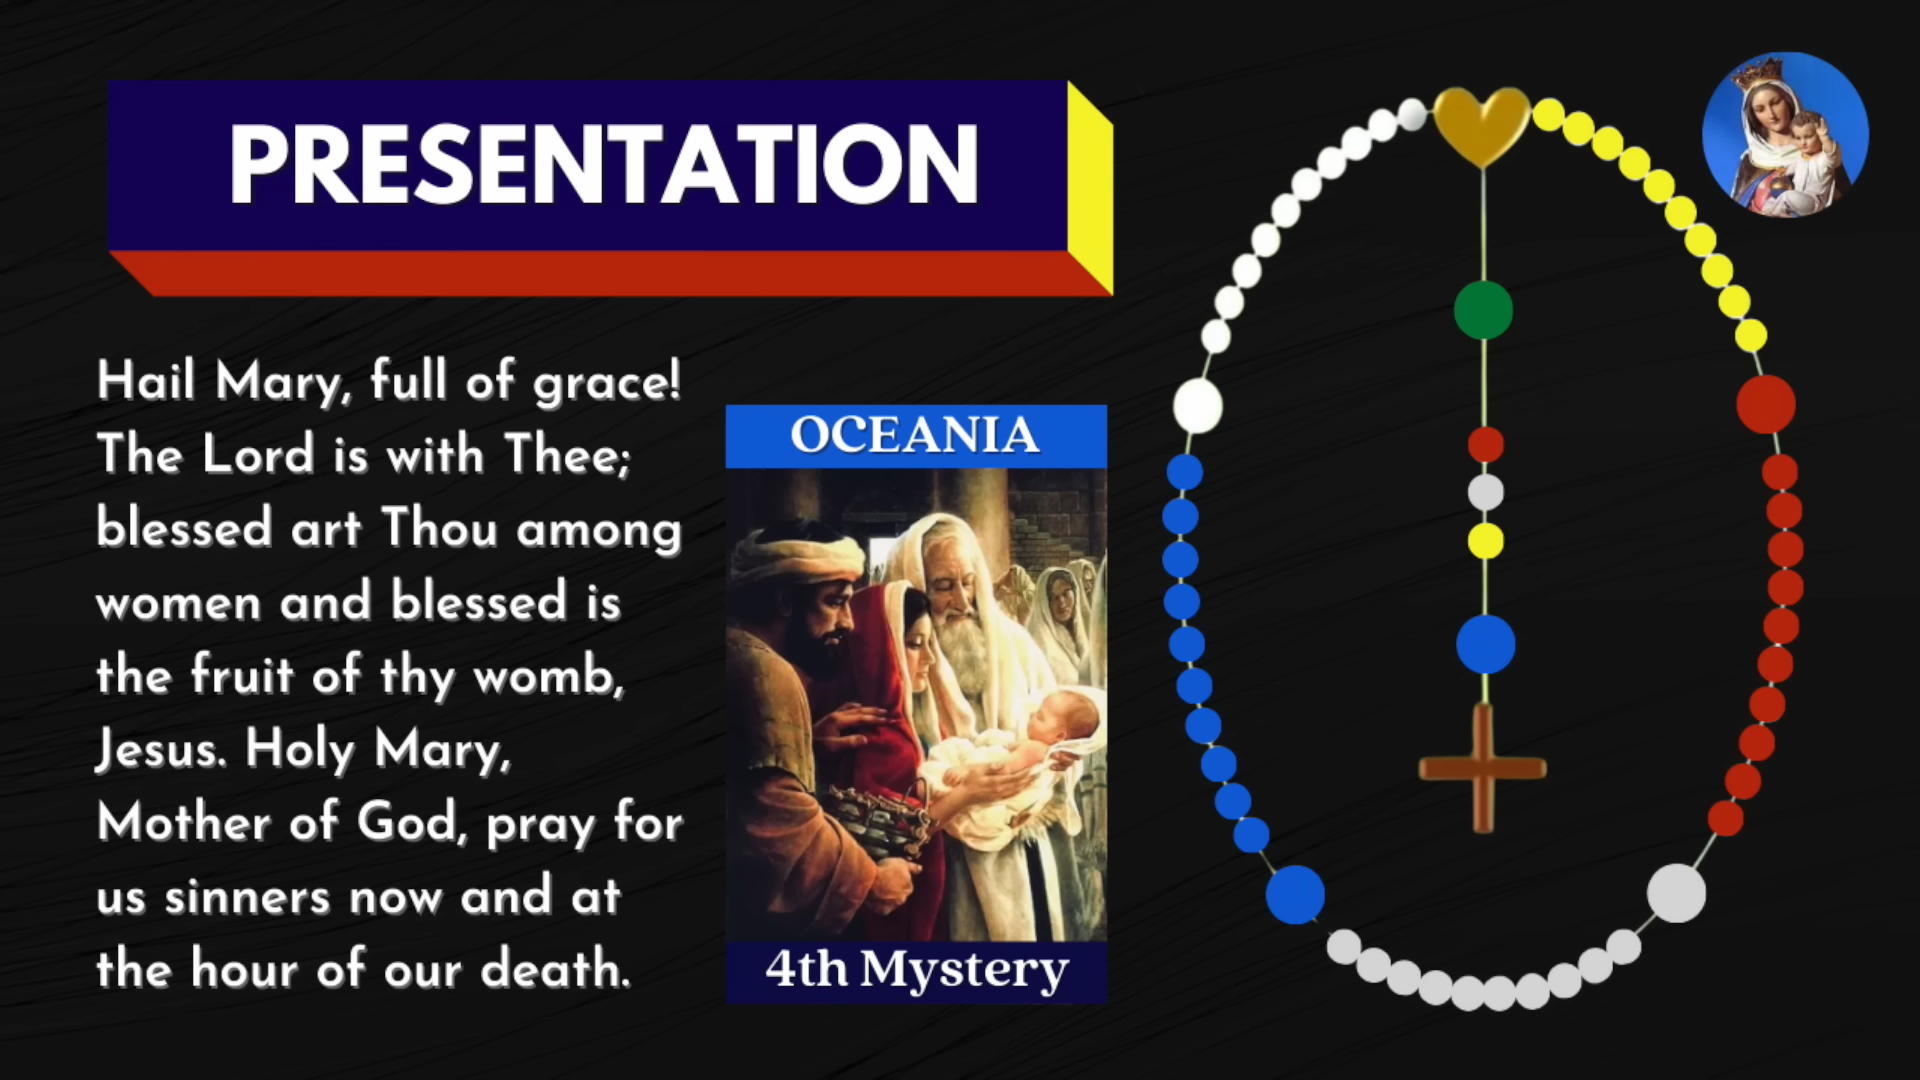 PRESENTATION
Hail Mary, full of grace!
The Lord is with Thee;
blessed art Thou among
women and blessed is
the fruit of thy womb,
Jesus. Holy Mary,
Mother of God, pray for
us sinners now and at
the hour of our death.
OCEANIA
4th Mystery